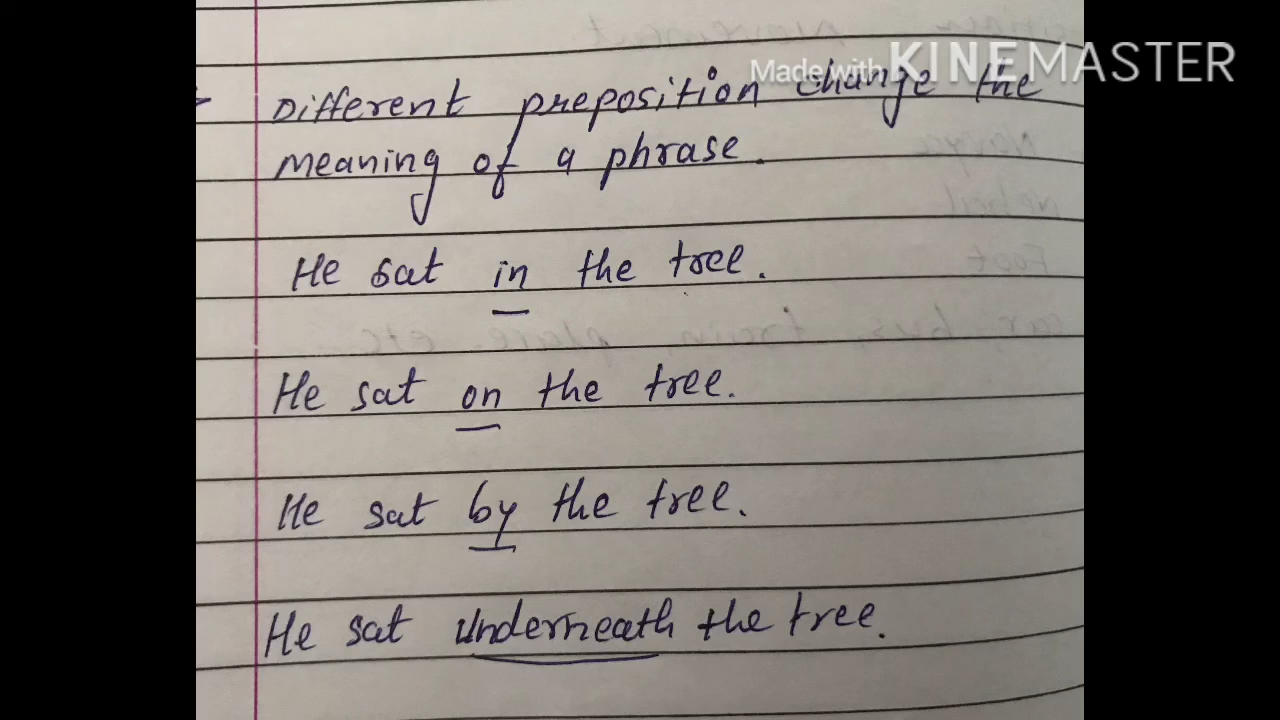 Made with KINEMASTER
Different preposition change the
meaning of a phrase.
He sat in the tree.
He sat on the tree.
He sat by the tree.
He sat underneath the tree.